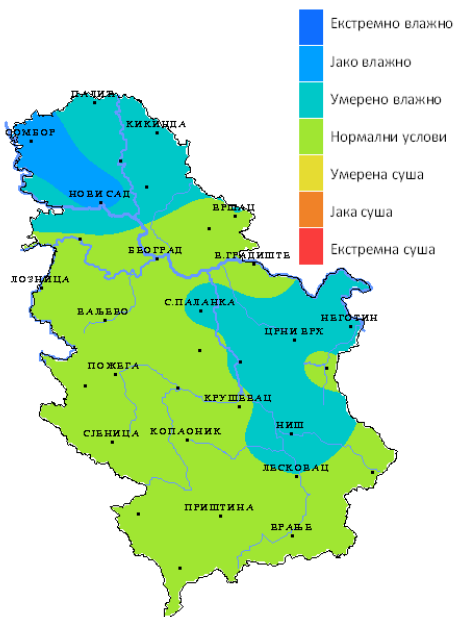 Екстремно влажно
Јако влажно
Умерено влажно
Нормални услови
Умерена суша
Јака суша
Екстремна суша
ПАЛИЋ
КИКИНДА
СОМБОР
НОВИ САД
ВРШАЦ
БЕОГРАД
В.ГРАДИШТЕ
ЛОЗНИЦА
С.ПАЛАНКА
ВАЉЕВО
НЕГОТИН
ЦРНИ ВРХ
ПОЖЕГА
КРУШЕВАЦ
СЈЕНИЦА
КОПАОНИК
НИШ
ЛЕСКОВАЦ
ПРИШТИНА
ВРАЊЕ